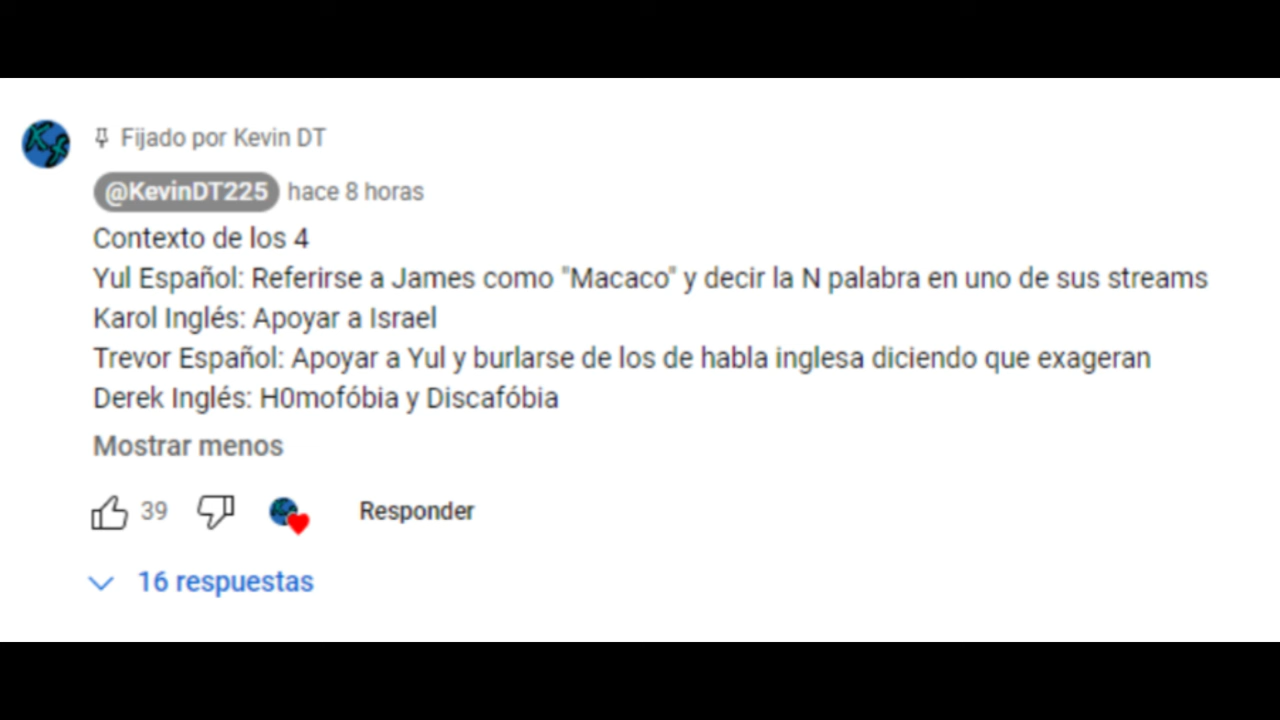 Fijado por Kevin DT
@KevinDT225 hace 8 horas
Contexto de los 4
Yul Español: Referirse a James como "Macaco" y decir la N palabra en uno de sus streams
Karol Inglés: Apoyar a Israel
Trevor Español: Apoyar a Yul y burlarse de los de habla inglesa diciendo que exageran
Derek Inglés: H0mofóbia y Discafóbia
Mostrar menos
39 Responder
16 respuestas